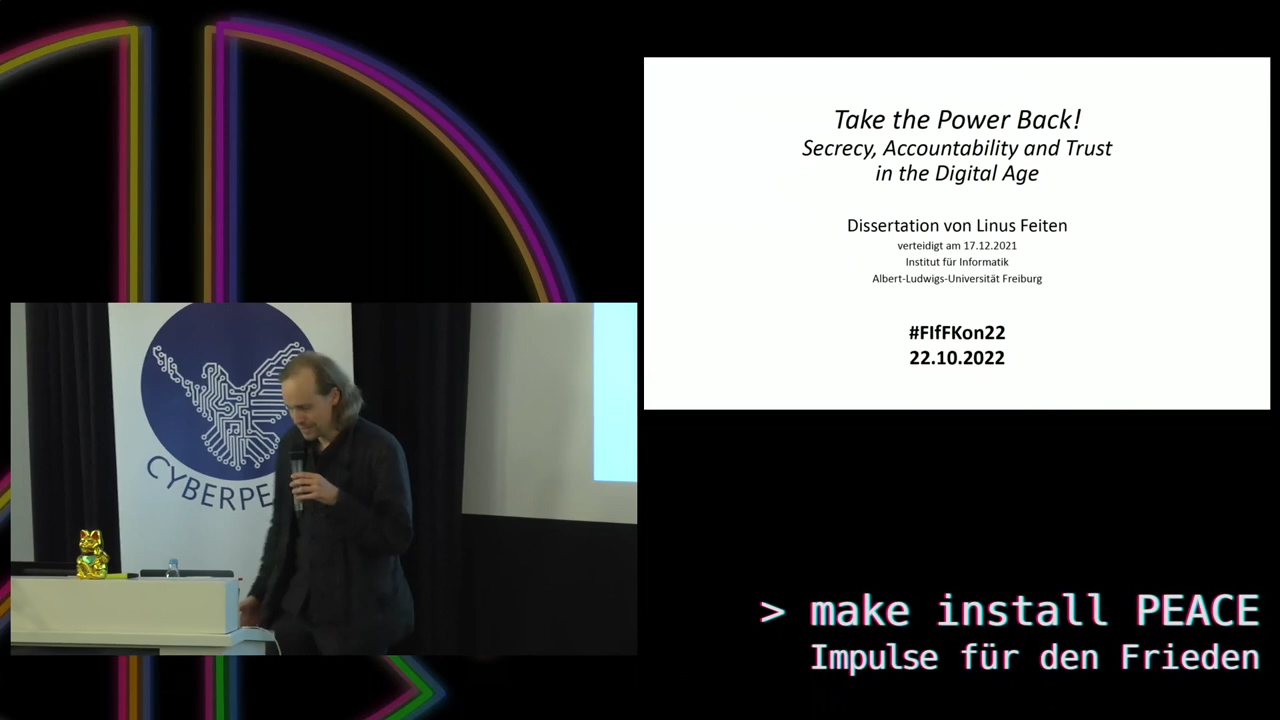 Take the Power Back!
Secrecy, Accountability and Trust
in the Digital Age
Dissertation von Linus Feiten
verteidigt am 17.12.2021
Institut für Informatik
Albert-Ludwigs-Universität Freiburg
#FIfFKon22
22.10.2022
CYBERPE
> make install PEACE
Impulse für den Frieden